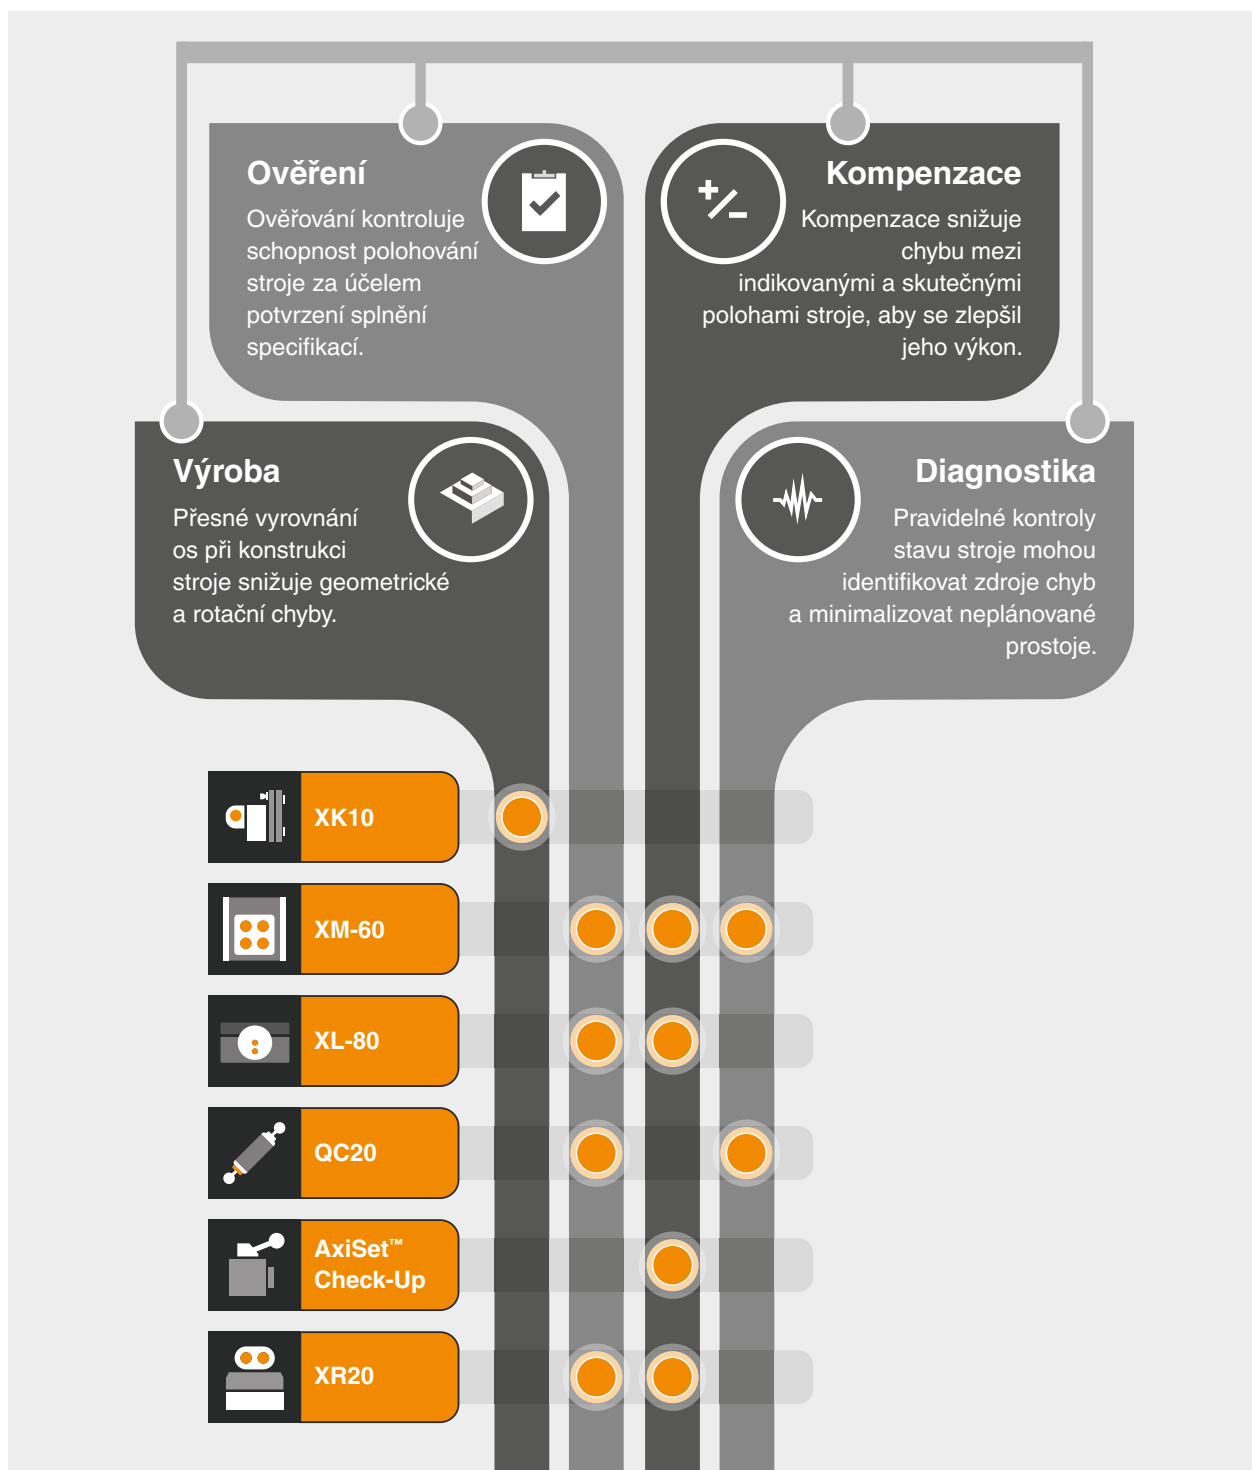 Ověření
Ověřování kontroluje
schopnost polohování
stroje za účelem
potvrzení splnění
specifikací.
Kompenzace
Kompenzace snižuje
chybu mezi
indikovanými a skutečnými
polohami stroje, aby se zlepšil
jeho výkon.
Výroba
Přesné vyrovnání
os při konstrukci
stroje snižuje geometrické
a rotační chyby.
Diagnostika
Pravidelné kontroly
stavu stroje mohou
identifikovat zdroje chyb
a minimalizovat neplánované
prostoje.
XK10
XM-60
XL-80
QC20
AxiSet™
Check-Up
XR20